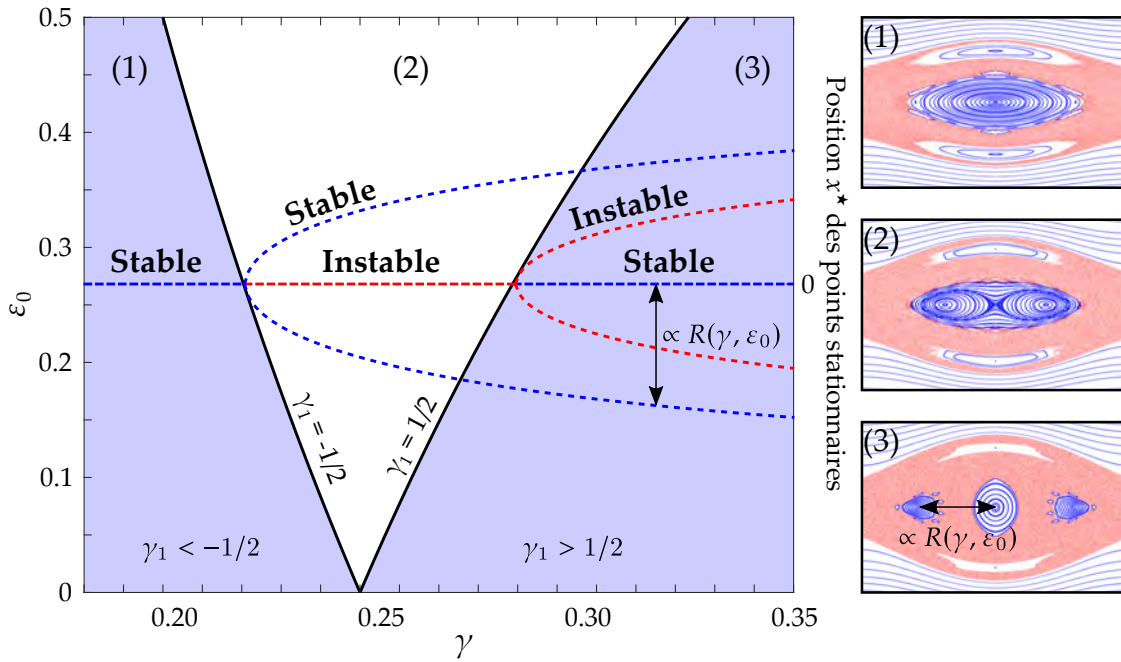 0.5
0.4
0.3
0.2
0.1
0
ε₀
(1)
(2)
(3)
Stable
Instable
Stable
Instable
Stable
∝ R(γ, ε₀)
γ₁ = -1/2
γ₁ = 1/2
γ₁ < −1/2
γ₁ > 1/2
0.20
0.25
0.30
0.35
γ
0
Position x★ des points stationnaires
(1)
(2)
(3)
∝ R(γ, ε₀)